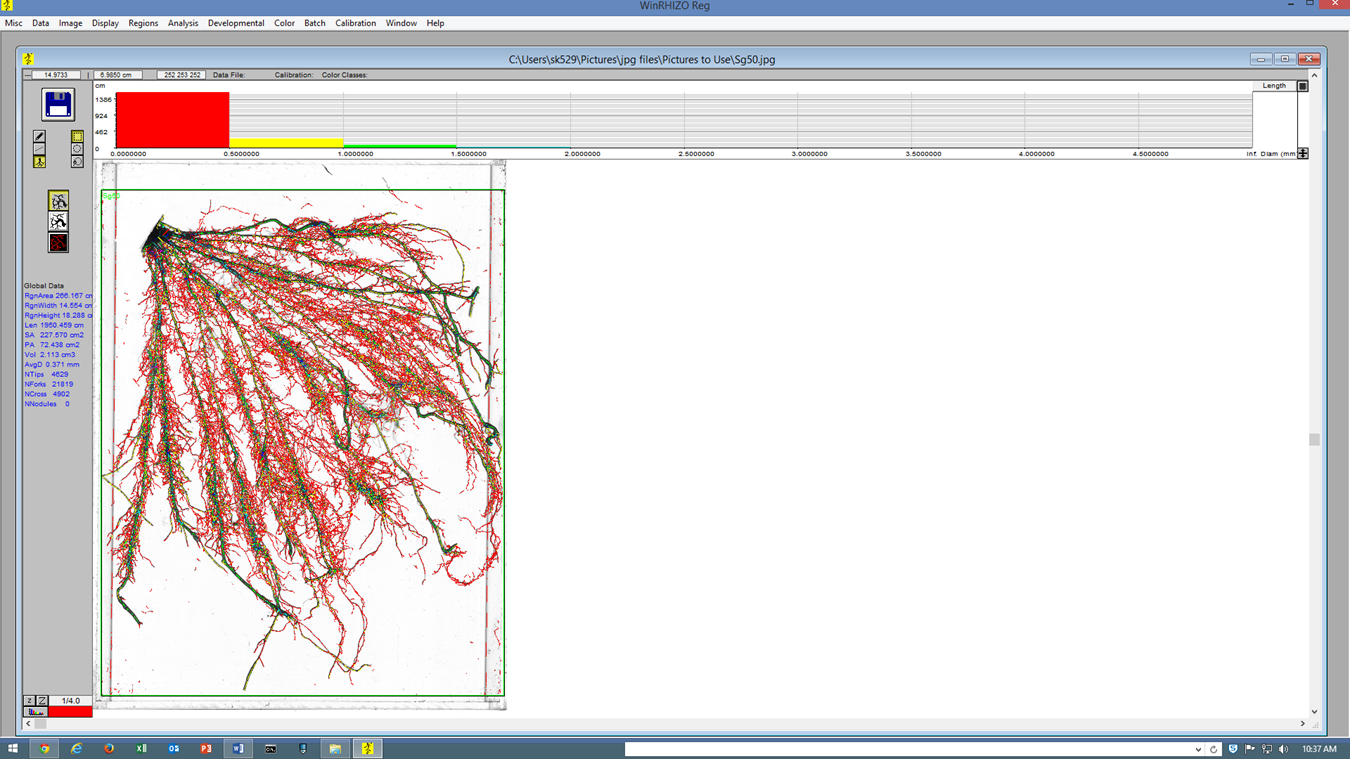 WinRHIZO Reg
Misc Data Image Display Regions Analysis Developmental Color Batch Calibration Window Help
C:\Users\sk529\Pictures\jpg files\Pictures to Use\Sg50.jpg
14.9733 6.9850 cm 252 253 252 Data File: Calibration: Color Classes:
cm Length
1386
924
462
0
0.0000000 0.5000000 1.0000000 1.5000000 2.0000000 2.5000000 3.0000000 3.5000000 4.0000000 4.5000000 Inf. Diam (mm
Sg50
Global Data
RgnArea 266.167 cm
RgnWidth 14.554 cm
RgnHeight 18.288 c
Len 1950.459 cm
SA 227.570 cm2
PA 72.438 cm2
Vol 2.113 cm3
AvgD 0.371 mm
NTips 4629
NForks 21819
NCross 4902
NNodules 0
z Z 1/4.0
10:37 AM